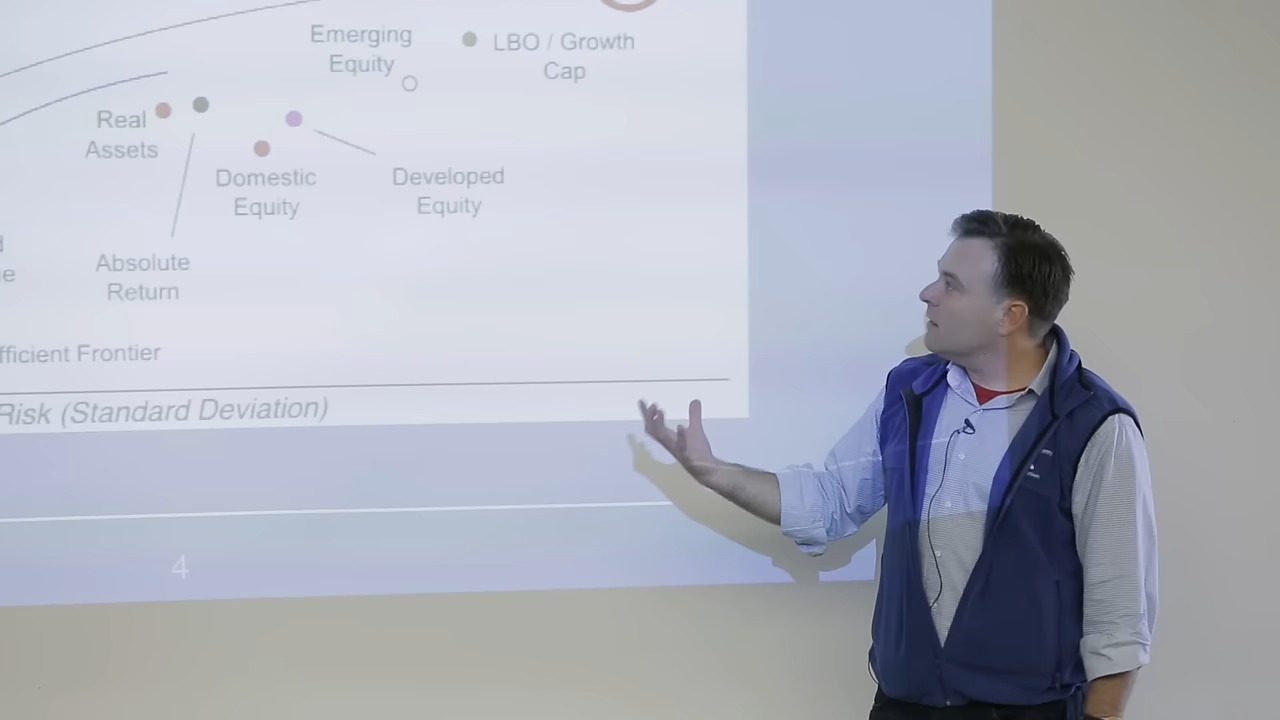 Emerging
Equity
LBO / Growth
Cap
Real
Assets
Domestic
Equity
Developed
Equity
Absolute
Return
fficient Frontier
Risk (Standard Deviation)
4